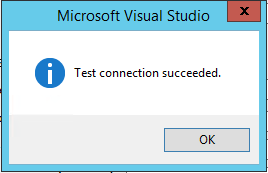 Microsoft Visual Studio
x
Test connection succeeded.
OK